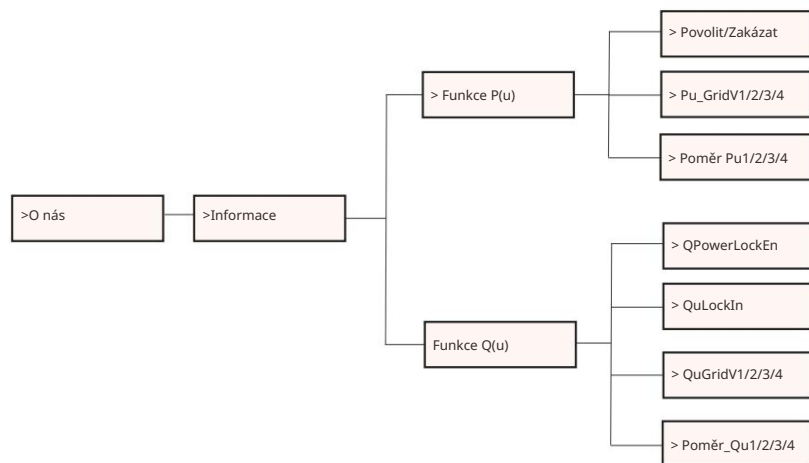 > Povolit/Zakázat
> Funkce P(u)
> Pu_GridV1/2/3/4
> Poměr Pu1/2/3/4
>O nás
>Informace
> QPowerLockEn
> QuLockIn
Funkce Q(u)
> QuGridV1/2/3/4
> Poměr_Qu1/2/3/4